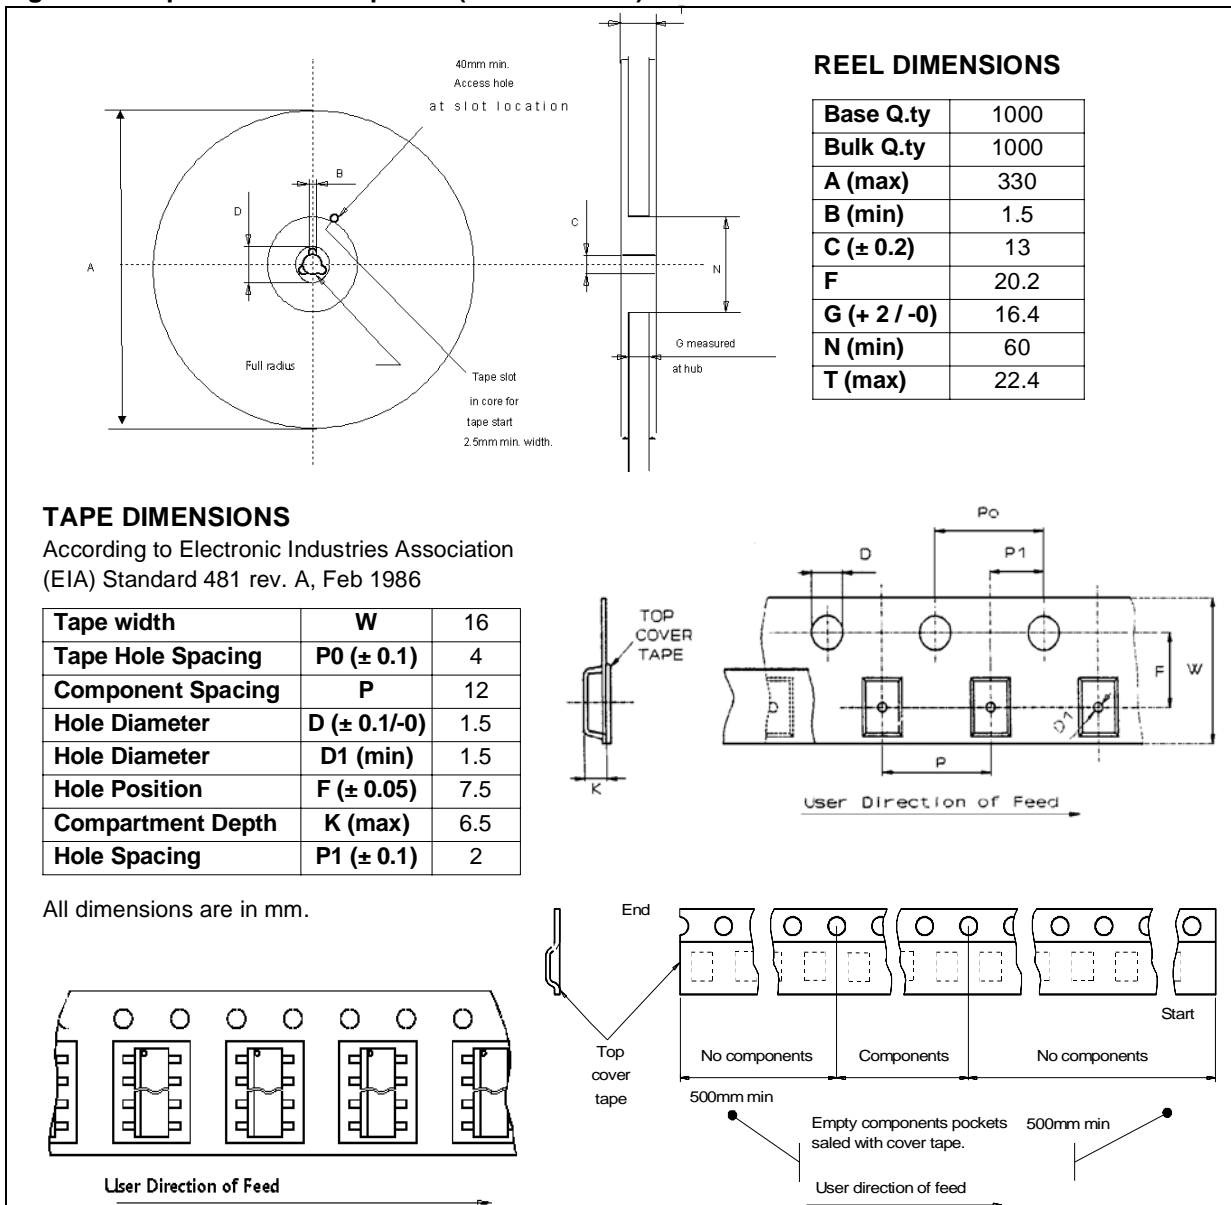 40mm min.
Access hole
at slot location
B
D
A
C
N
T
Full radius
Tape slot
in core for
tape start
2.5mm min. width.
G measured
at hub
REEL DIMENSIONS
Base Q.ty 1000
Bulk Q.ty 1000
A (max) 330
B (min) 1.5
C (± 0.2) 13
F 20.2
G (+ 2 / -0) 16.4
N (min) 60
T (max) 22.4
TAPE DIMENSIONS
According to Electronic Industries Association
(EIA) Standard 481 rev. A, Feb 1986
Tape width W 16
Tape Hole Spacing P0 (± 0.1) 4
Component Spacing P 12
Hole Diameter D (± 0.1/-0) 1.5
Hole Diameter D1 (min) 1.5
Hole Position F (± 0.05) 7.5
Compartment Depth K (max) 6.5
Hole Spacing P1 (± 0.1) 2
All dimensions are in mm.
TOP
COVER
TAPE
K
Po
D
P1
F
W
D1
P
User Direction of Feed
End
Start
Top
cover
tape
No components
Components
No components
500mm min
Empty components pockets
saled with cover tape.
500mm min
User direction of feed
User Direction of Feed